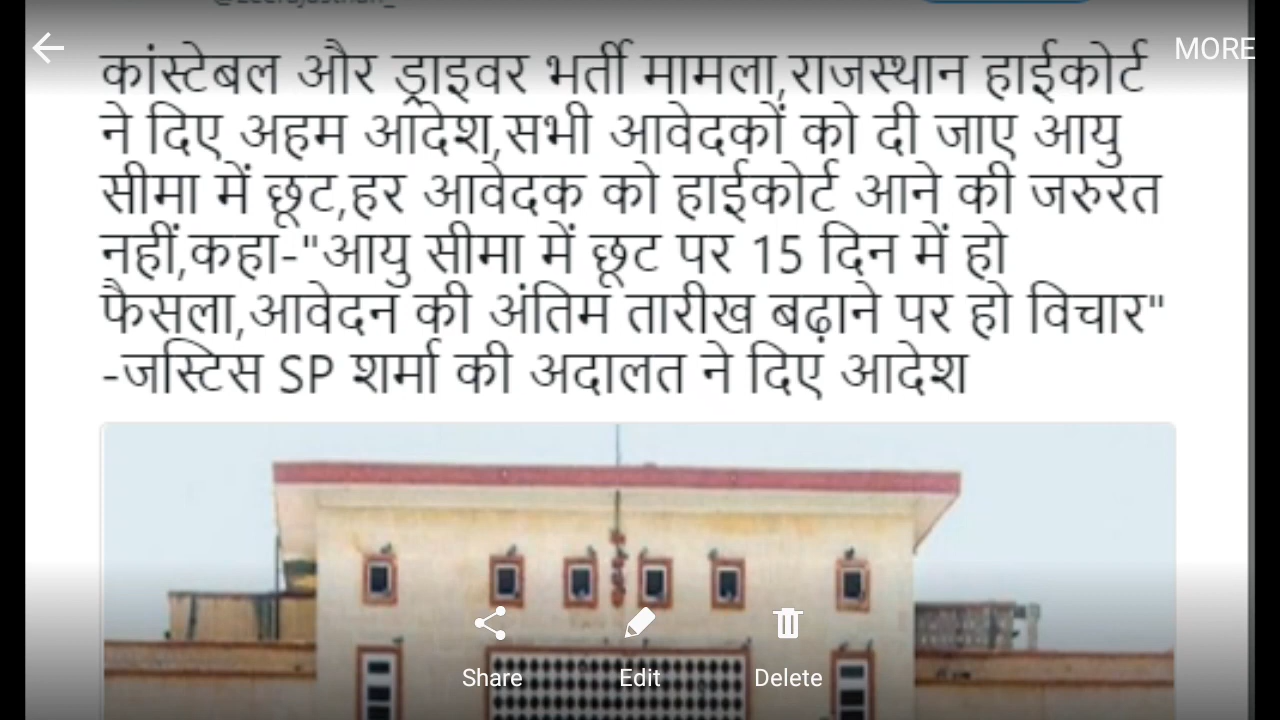 MORE
कांस्टेबल और ड्राइवर भर्ती मामला,राजस्थान हाईकोर्ट
ने दिए अहम आदेश,सभी आवेदकों को दी जाए आयु
सीमा में छूट,हर आवेदक को हाईकोर्ट आने की जरुरत
नहीं,कहा-"आयु सीमा में छूट पर 15 दिन में हो
फैसला,आवेदन की अंतिम तारीख बढ़ाने पर हो विचार"
-जस्टिस SP शर्मा की अदालत ने दिए आदेश
Share Edit Delete